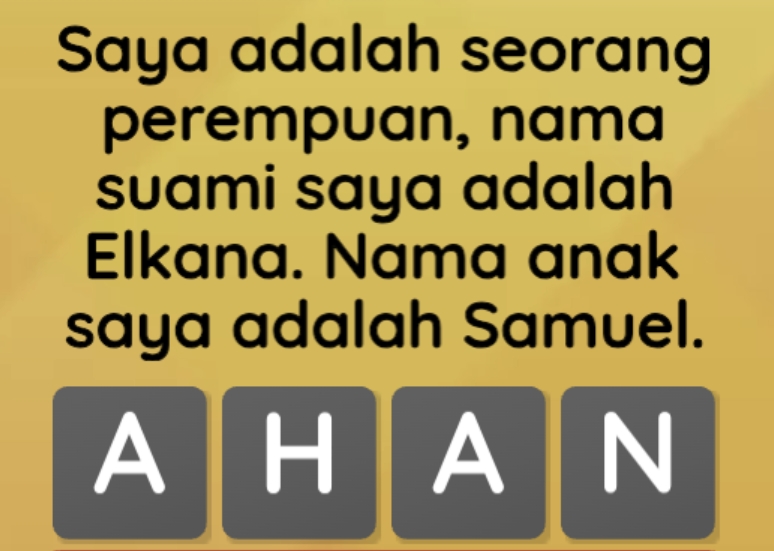 Saya adalah seorang
perempuan, nama
suami saya adalah
Elkana. Nama anak
saya adalah Samuel.
A H A N